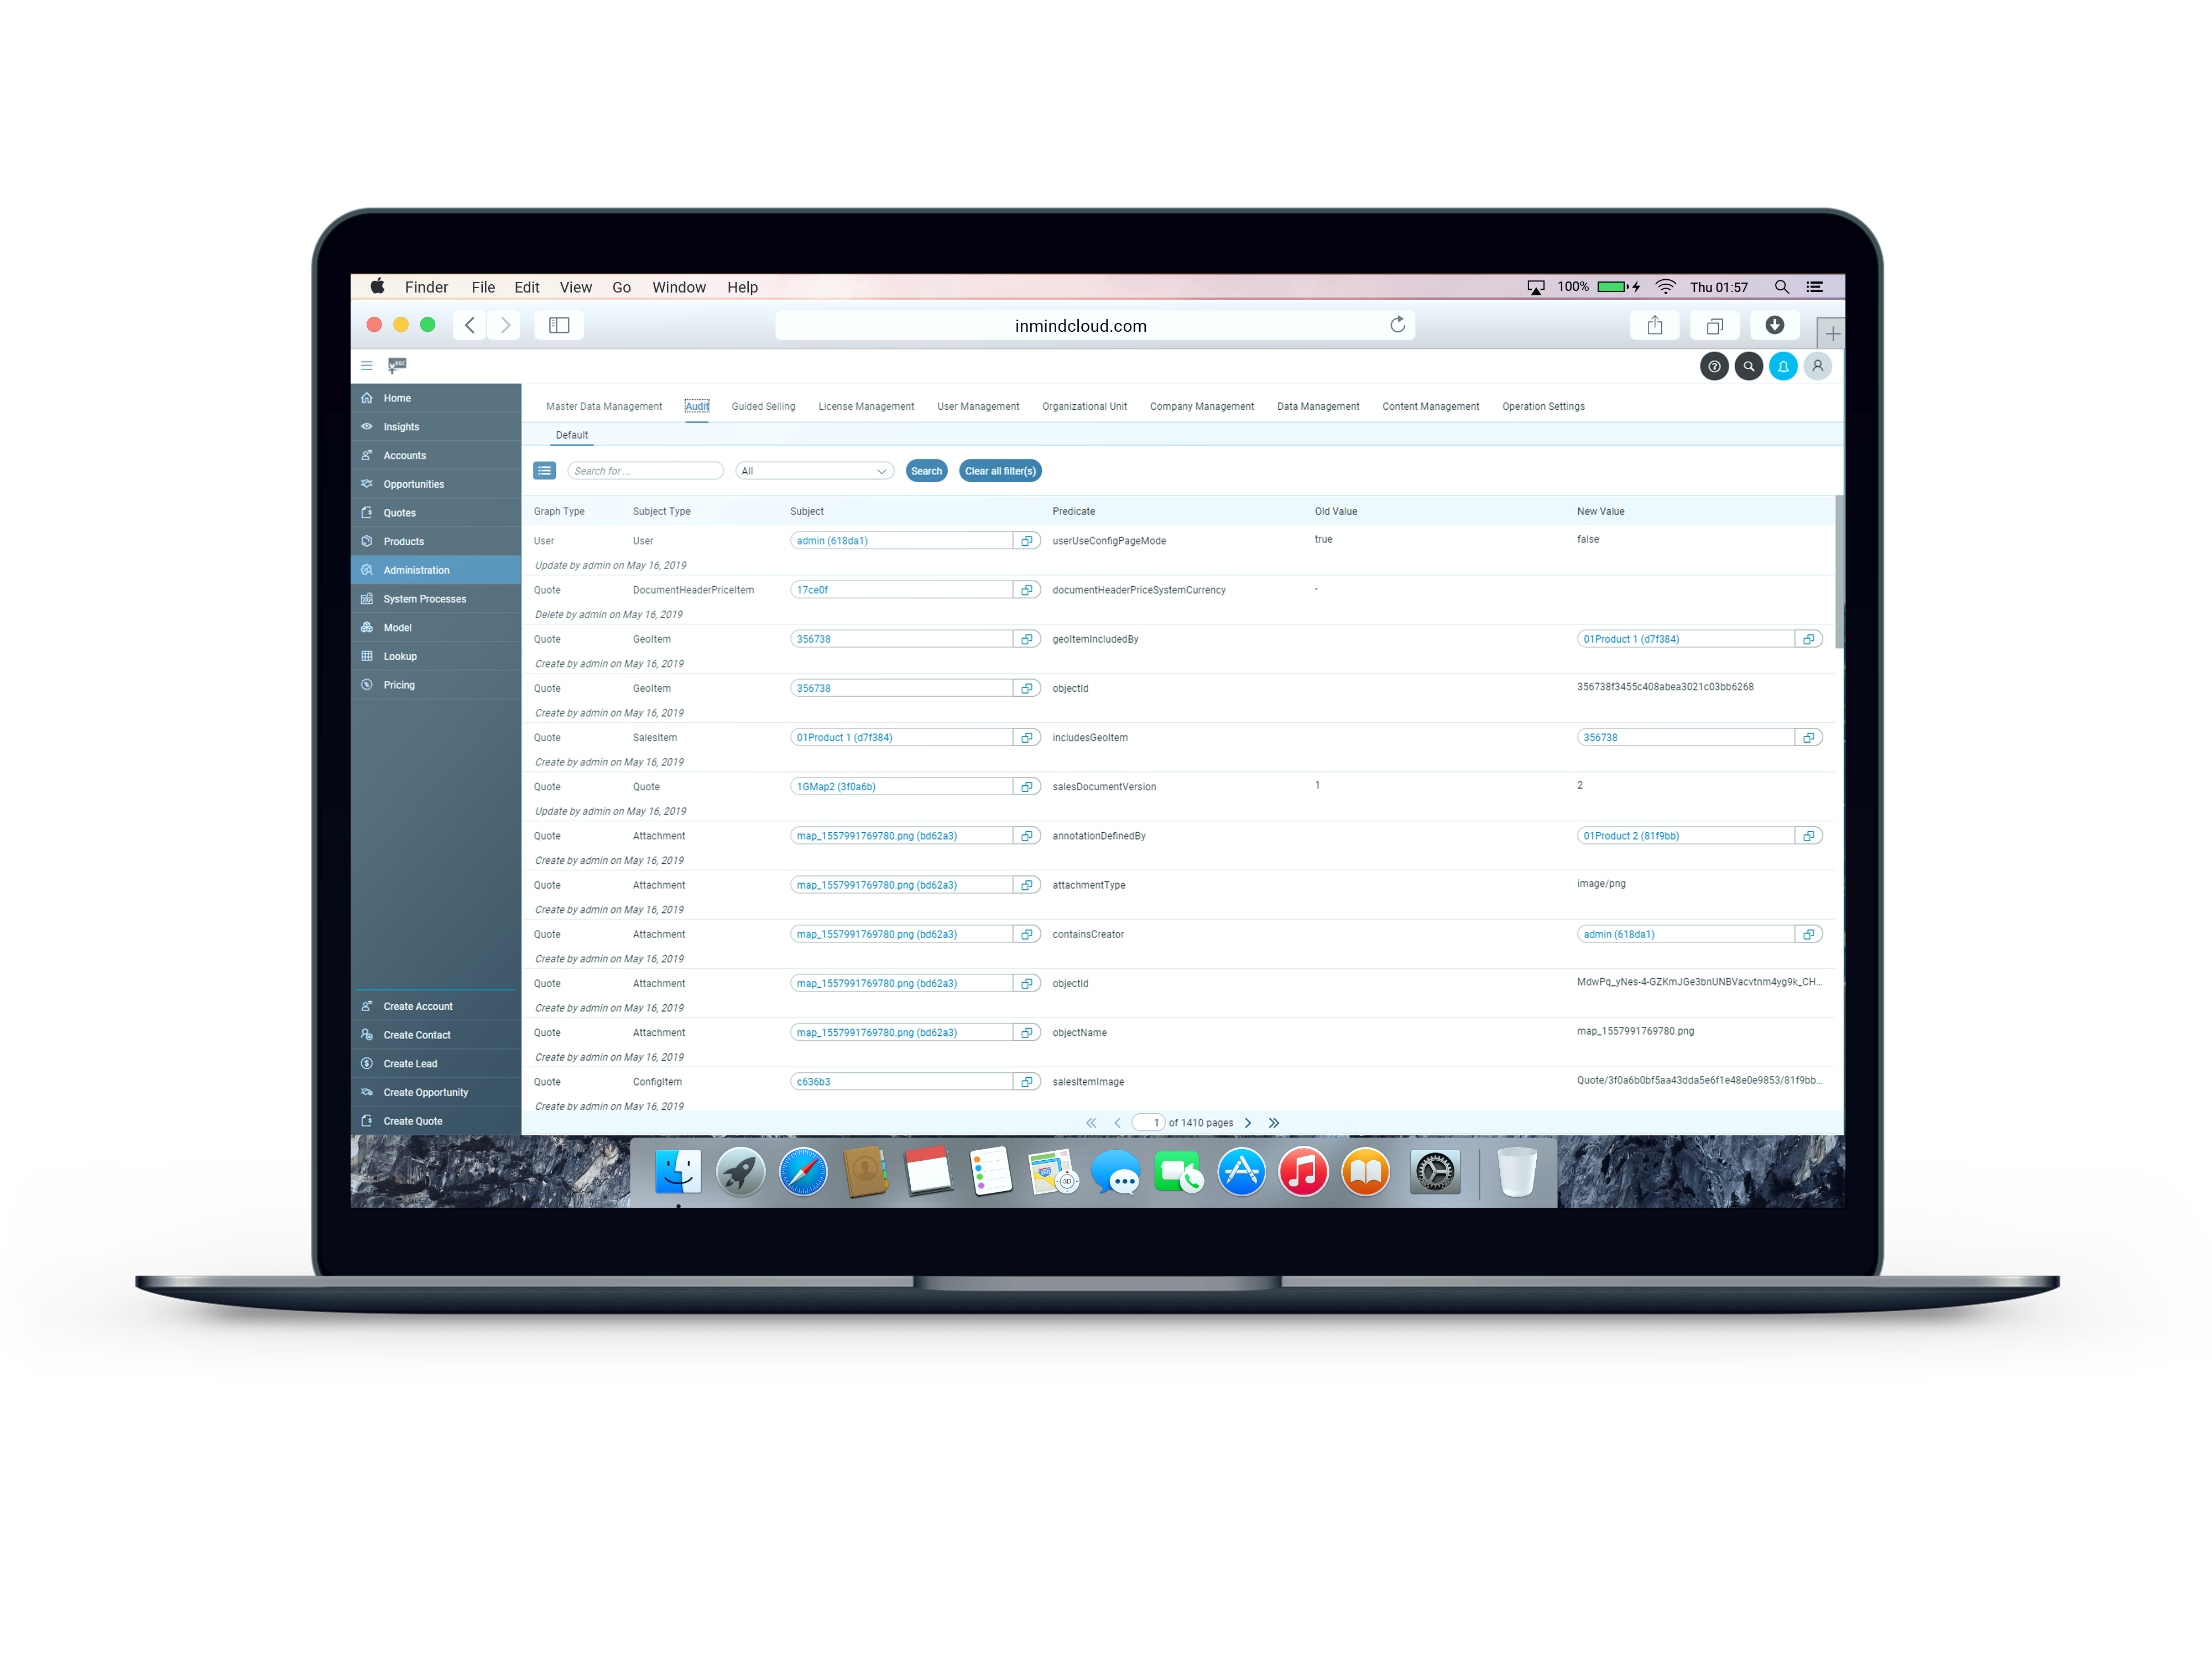 Finder File Edit View Go Window Help 100% Thu 01:57
inmindcloud.com
EGC
Home
Insights
Accounts
Opportunities
Quotes
Products
Administration
System Processes
Model
Lookup
Pricing
Create Account
Create Contact
Create Lead
Create Opportunity
Create Quote
Master Data Management Audit Guided Selling License Management User Management Organizational Unit Company Management Data Management Content Management Operation Settings
Default
Search for ... All Search Clear all filter(s)
Graph Type Subject Type Subject Predicate Old Value New Value
User User admin (618da1) userUseConfigPageMode true false
Update by admin on May 16, 2019
Quote DocumentHeaderPriceItem 17ce0f documentHeaderPriceSystemCurrency -
Delete by admin on May 16, 2019
Quote GeoItem 356738 geoItemIncludedBy 01Product 1 (d7f384)
Create by admin on May 16, 2019
Quote GeoItem 356738 objectId 356738f3455c408abea3021c03bb6268
Create by admin on May 16, 2019
Quote SalesItem 01Product 1 (d7f384) includesGeoItem 356738
Create by admin on May 16, 2019
Quote Quote 1GMap2 (3f0a6b) salesDocumentVersion 1 2
Update by admin on May 16, 2019
Quote Attachment map_1557991769780.png (bd62a3) annotationDefinedBy 01Product 2 (81f9bb)
Create by admin on May 16, 2019
Quote Attachment map_1557991769780.png (bd62a3) attachmentType image/png
Create by admin on May 16, 2019
Quote Attachment map_1557991769780.png (bd62a3) containsCreator admin (618da1)
Create by admin on May 16, 2019
Quote Attachment map_1557991769780.png (bd62a3) objectId MdwPq_yNes-4-GZKmJGe3bnUNBVacvtnm4yg9k_CH...
Create by admin on May 16, 2019
Quote Attachment map_1557991769780.png (bd62a3) objectName map_1557991769780.png
Create by admin on May 16, 2019
Quote ConfigItem c636b3 salesItemImage Quote/3f0a6b0bf5aa43dda5e6f1e48e0e9853/81f9bb...
Create by admin on May 16, 2019
1 of 1410 pages
3D